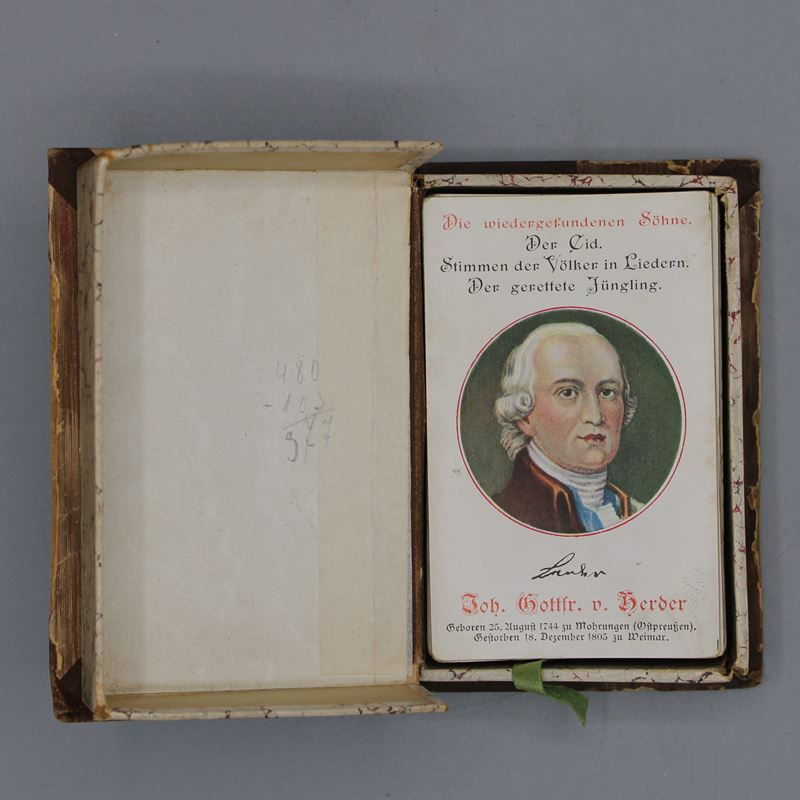 480
- 103
377
Die wiedergefundenen Söhne.
Der Cid.
Stimmen der Völker in Liedern.
Der gerettete Jüngling.
Herder
Joh. Gottfr. v. Herder
Geboren 25. August 1744 zu Mohrungen (Ostpreußen).
Gestorben 18. Dezember 1803 zu Weimar.